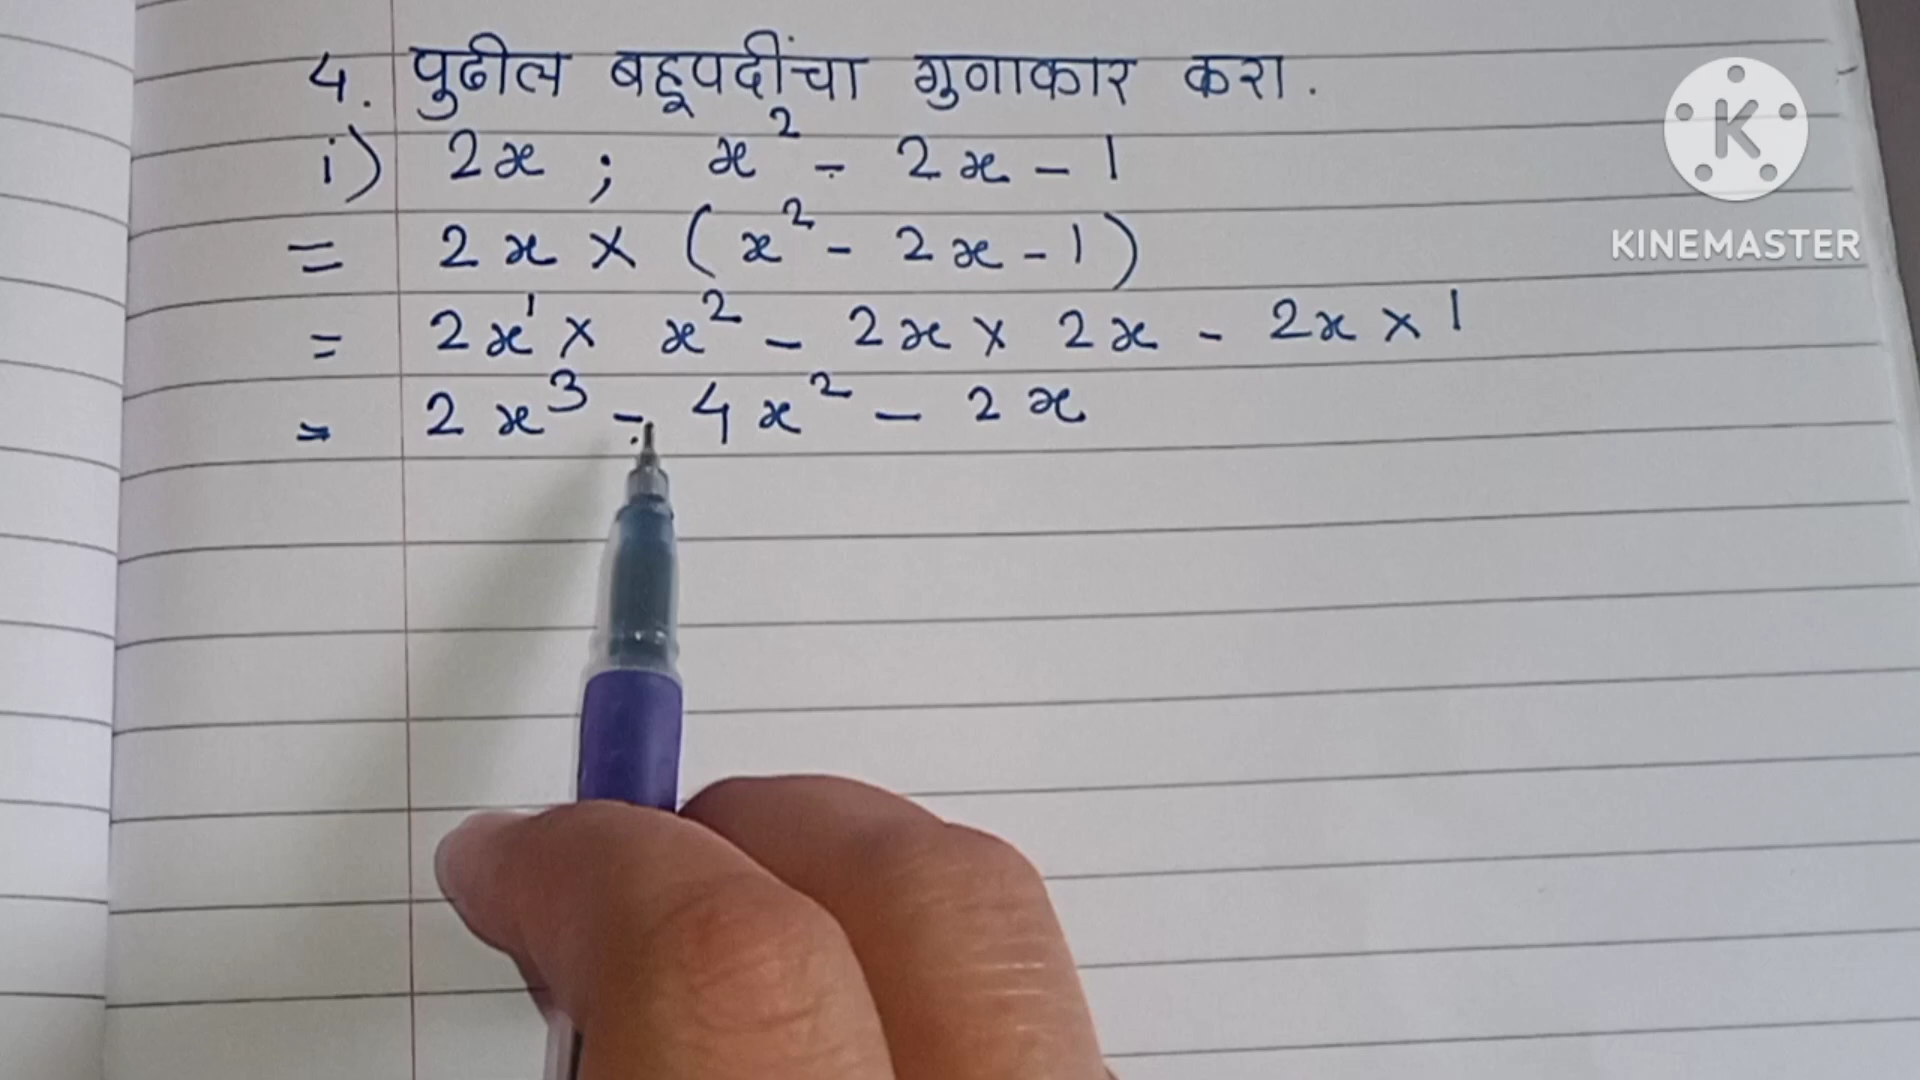 4. पुढील बहूपदींचा गुणाकार करा.
i) 2x ; x² - 2x - 1
= 2x × (x² - 2x - 1)
= 2x¹ × x² - 2x × 2x - 2x × 1
= 2x³ - 4x² - 2x
K
KINEMASTER